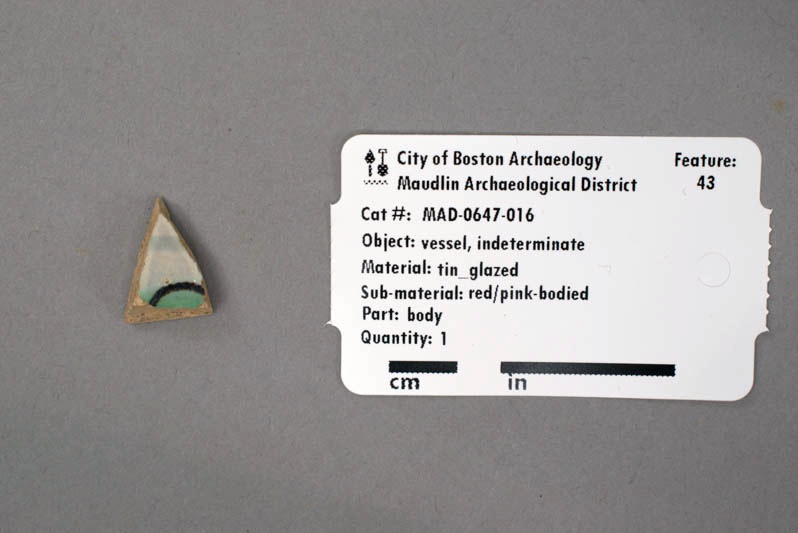 City of Boston Archaeology
Maudlin Archaeological District
Feature:
43
Cat #: MAD-0647-016
Object: vessel, indeterminate
Material: tin_glazed
Sub-material: red/pink-bodied
Part: body
Quantity: 1
cm in